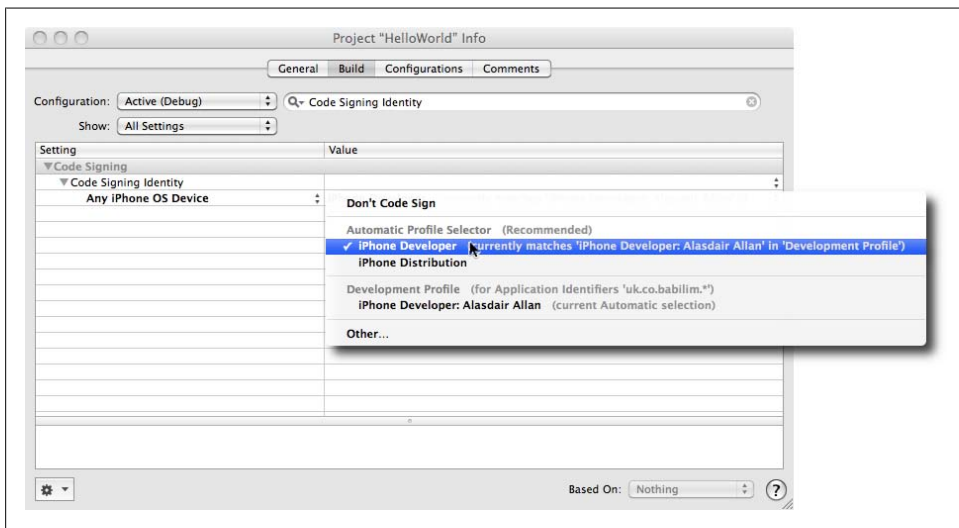 Project "HelloWorld" Info
General Build Configurations Comments
Configuration: Active (Debug) Code Signing Identity
Show: All Settings
Setting Value
Code Signing
Code Signing Identity
Any iPhone OS Device
Don't Code Sign
Automatic Profile Selector (Recommended)
✓ iPhone Developer (currently matches 'iPhone Developer: Alasdair Allan' in 'Development Profile')
iPhone Distribution
Development Profile (for Application Identifiers 'uk.co.babilim.*')
iPhone Developer: Alasdair Allan (current Automatic selection)
Other...
Based On: Nothing ?